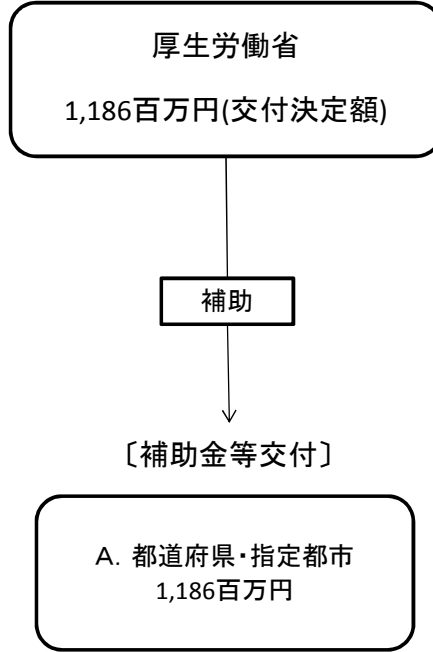 厚生労働省
1,186百万円(交付決定額)
補助
〔補助金等交付〕
A. 都道府県・指定都市
1,186百万円